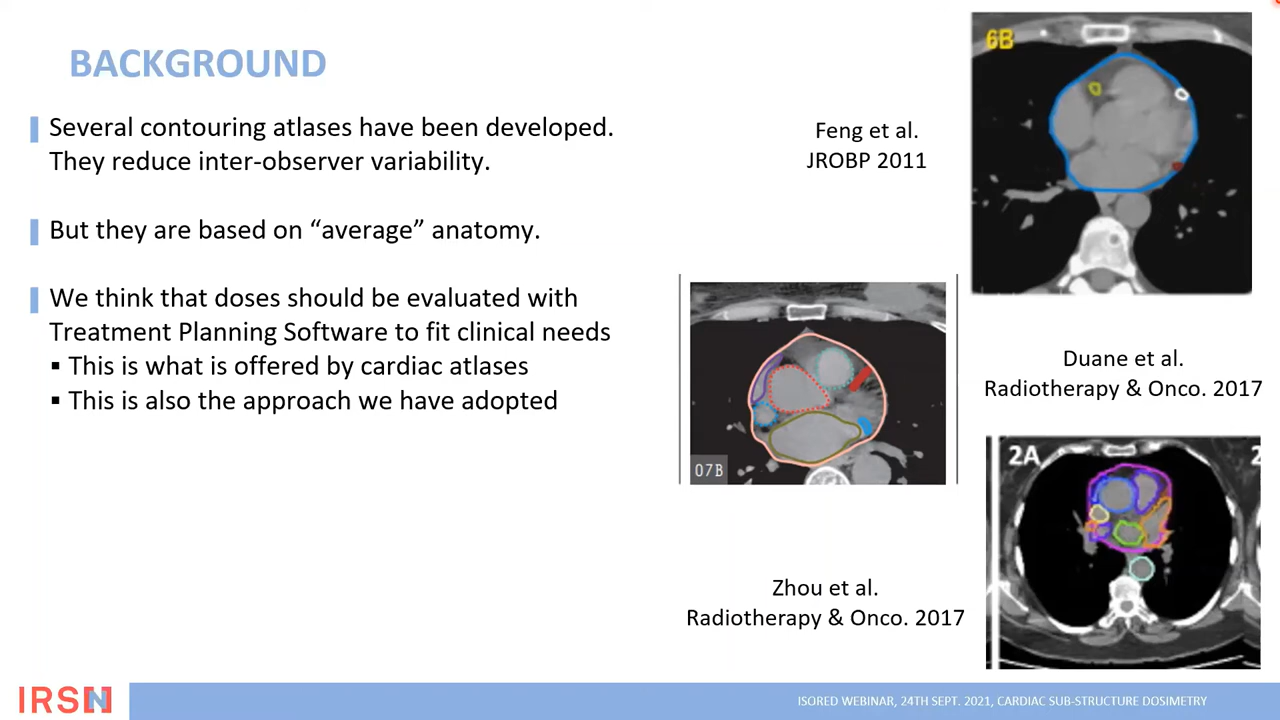 BACKGROUND
Several contouring atlases have been developed.
They reduce inter-observer variability.
But they are based on “average” anatomy.
We think that doses should be evaluated with
Treatment Planning Software to fit clinical needs
▪ This is what is offered by cardiac atlases
▪ This is also the approach we have adopted
Feng et al.
JROBP 2011
6B
07B
Duane et al.
Radiotherapy & Onco. 2017
2A
2
Zhou et al.
Radiotherapy & Onco. 2017
IRSN
ISORED WEBINAR, 24TH SEPT. 2021, CARDIAC SUB-STRUCTURE DOSIMETRY